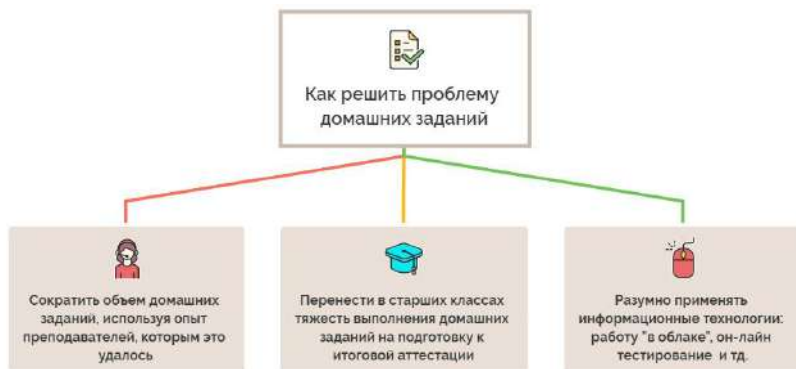 Как решить проблему
домашних заданий
Сократить объем домашних
заданий, используя опыт
преподавателей, которым это
удалось
Перенести в старших классах
тяжесть выполнения домашних
заданий на подготовку к
итоговой аттестации
Разумно применять
информационные технологии:
работу "в облаке", он-лайн
тестирование и тд.